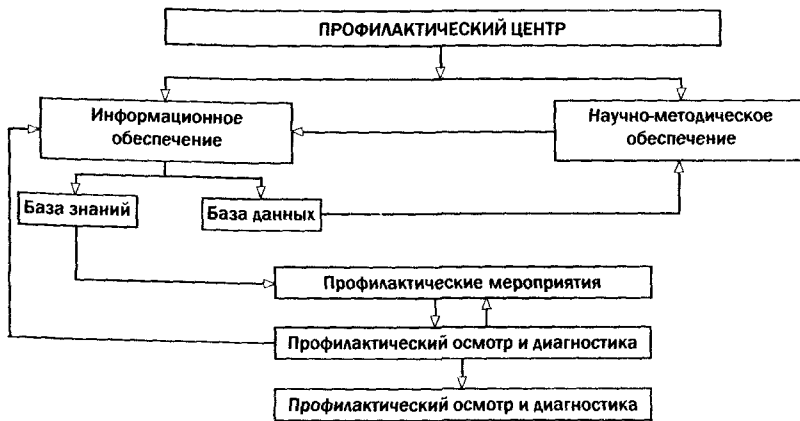 ПРОФИЛАКТИЧЕСКИЙ ЦЕНТР
Информационное
обеспечение
Научно-методическое
обеспечение
База знаний
База данных
Профилактические мероприятия
Профилактический осмотр и диагностика
Профилактический осмотр и диагностика